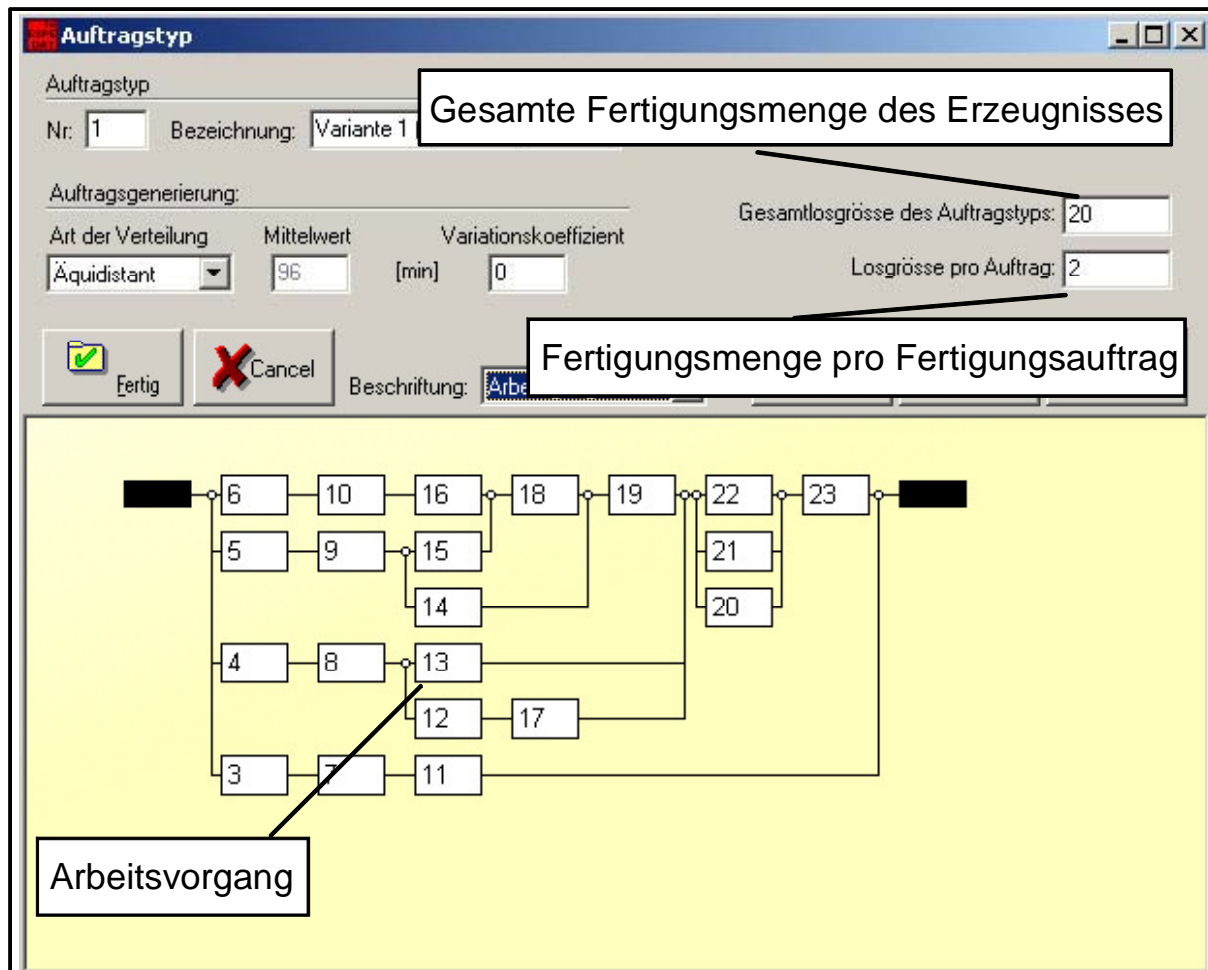 Auftragstyp
Auftragstyp
Nr: 1 Bezeichnung: Variante 1
Gesamte Fertigungsmenge des Erzeugnisses
Auftragsgenerierung:
Gesamtlosgrösse des Auftragstyps: 20
Art der Verteilung Mittelwert Variationskoeffizient
Äquidistant 96 [min] 0
Losgrösse pro Auftrag: 2
Fertigungsmenge pro Fertigungsauftrag
Fertig Cancel Beschriftung:
6 10 16 18 19 22 23
5 9 15 21
14 20
4 8 13
12 17
3 7 11
Arbeitsvorgang